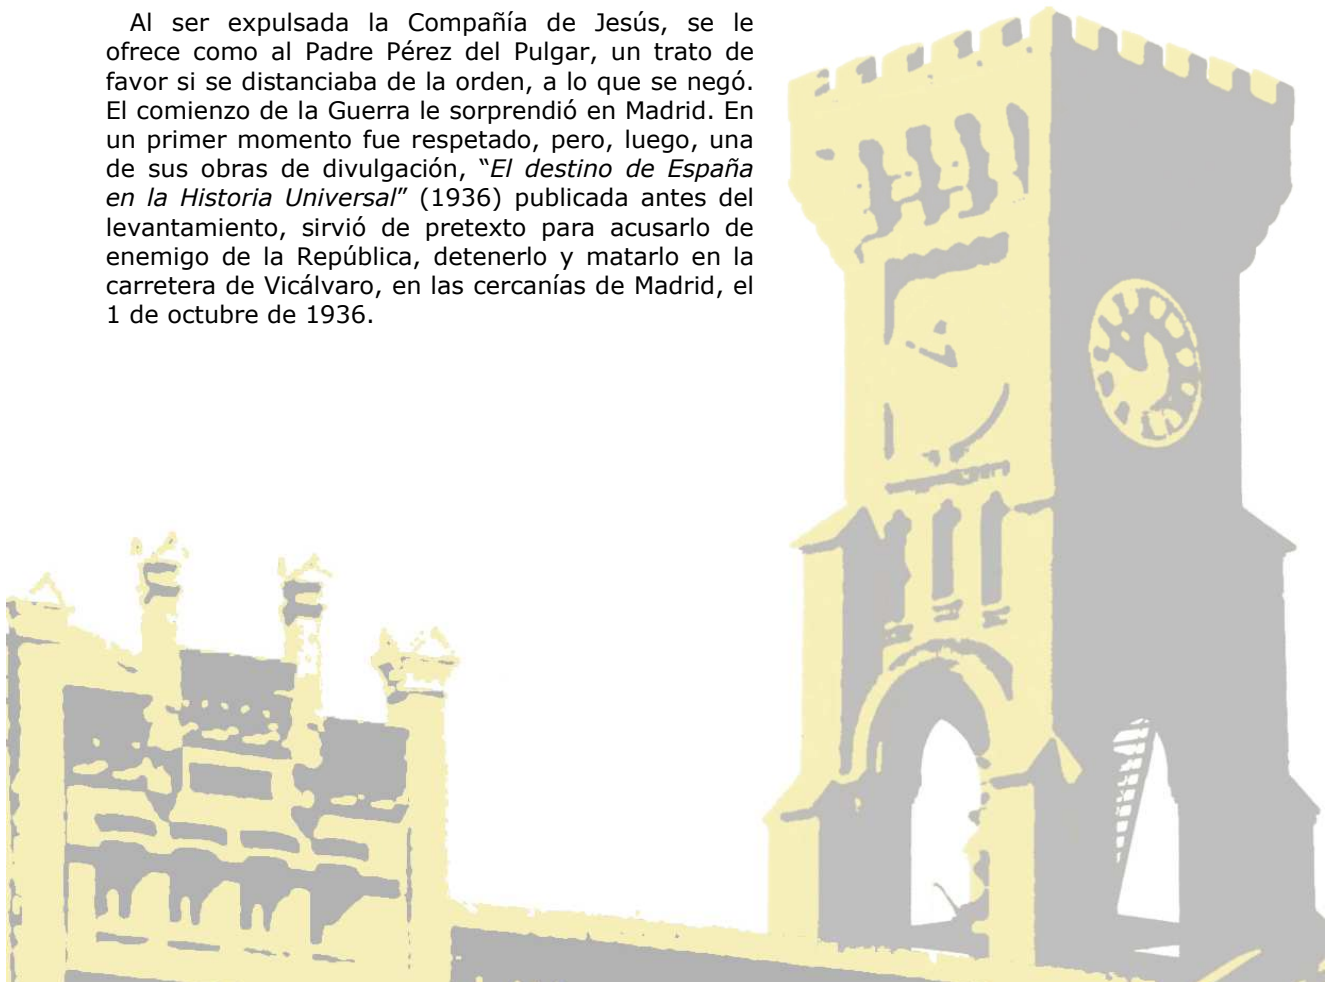 Al ser expulsada la Compañía de Jesús, se le
ofrece como al Padre Pérez del Pulgar, un trato de
favor si se distanciaba de la orden, a lo que se negó.
El comienzo de la Guerra le sorprendió en Madrid. En
un primer momento fue respetado, pero, luego, una
de sus obras de divulgación, “El destino de España
en la Historia Universal” (1936) publicada antes del
levantamiento, sirvió de pretexto para acusarlo de
enemigo de la República, detenerlo y matarlo en la
carretera de Vicálvaro, en las cercanías de Madrid, el
1 de octubre de 1936.